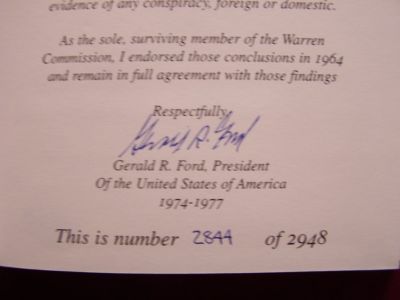 evidence of any conspiracy, foreign or domestic.
As the sole, surviving member of the Warren
Commission, I endorsed those conclusions in 1964
and remain in full agreement with those findings
Respectfully,
Gerald R. Ford
Gerald R. Ford, President
Of the United States of America
1974-1977
This is number 2844 of 2948